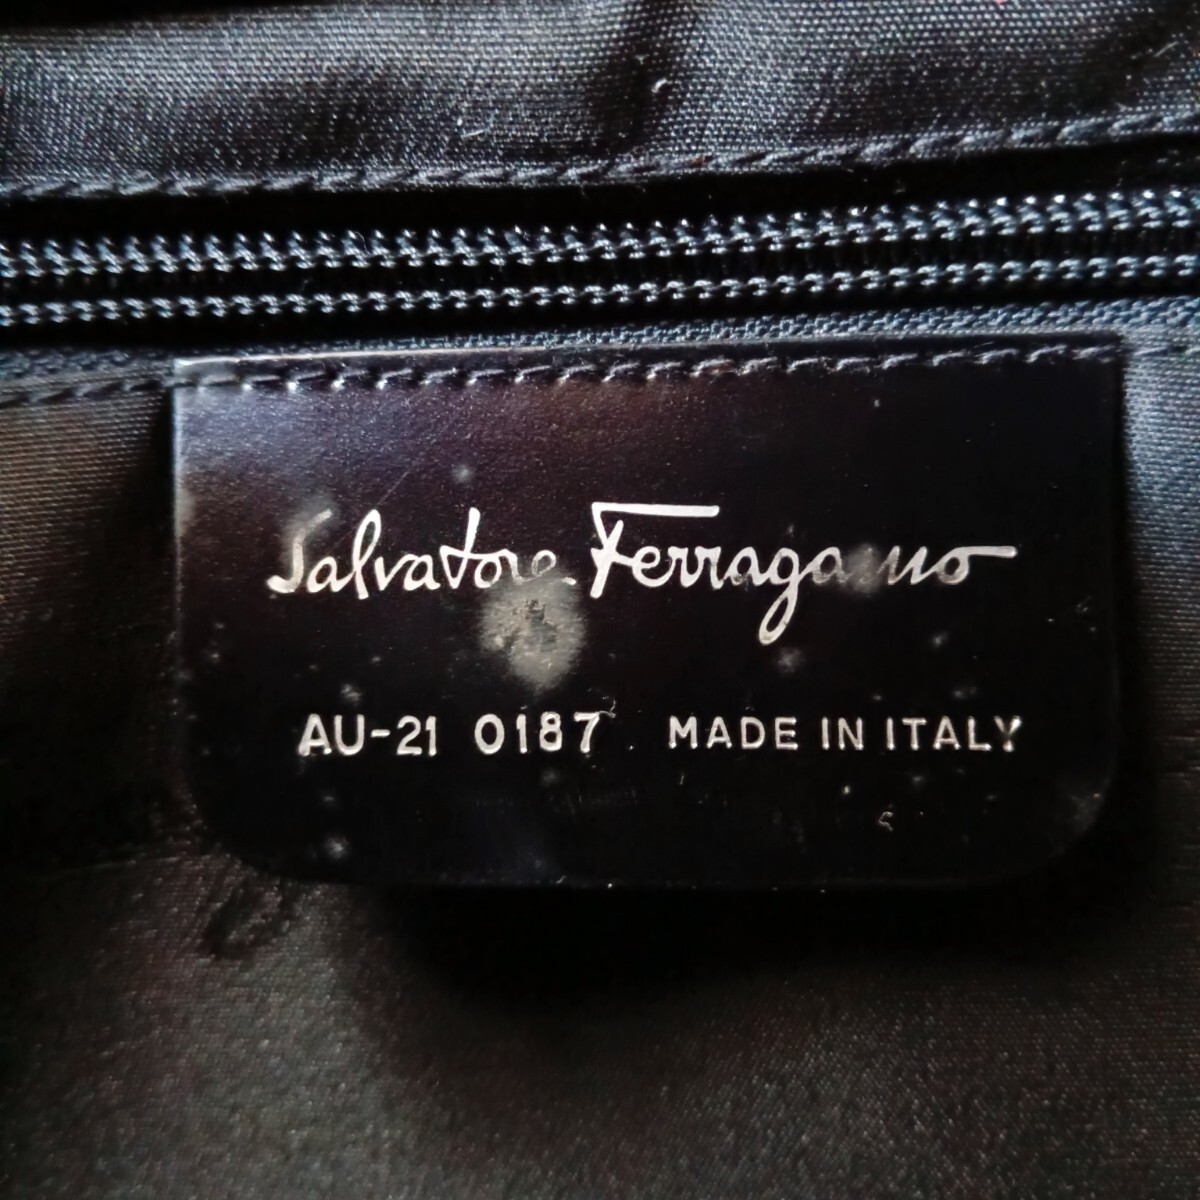 Salvatore Ferragamo
AU-21 0187 MADE IN ITALY